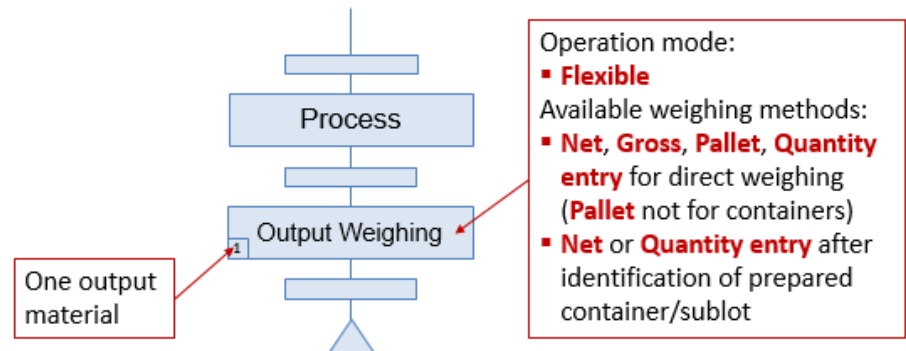 Process
Output Weighing
1
One output
material
Operation mode:
▪ Flexible
Available weighing methods:
▪ Net, Gross, Pallet, Quantity
entry for direct weighing
(Pallet not for containers)
▪ Net or Quantity entry after
identification of prepared
container/sublot